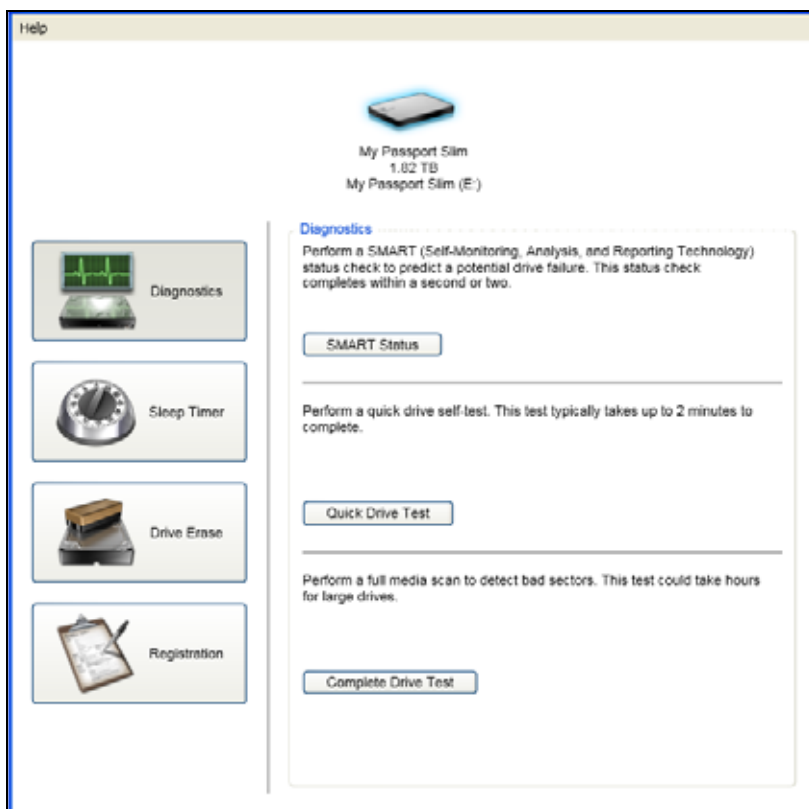 Help
My Passport Slim
1.82 TB
My Passport Slim (E:)
Diagnostics
Sleep Timer
Drive Erase
Registration
Diagnostics
Perform a SMART (Self-Monitoring, Analysis, and Reporting Technology)
status check to predict a potential drive failure. This status check
completes within a second or two.
SMART Status
Perform a quick drive self-test. This test typically takes up to 2 minutes to
complete.
Quick Drive Test
Perform a full media scan to detect bad sectors. This test could take hours
for large drives.
Complete Drive Test